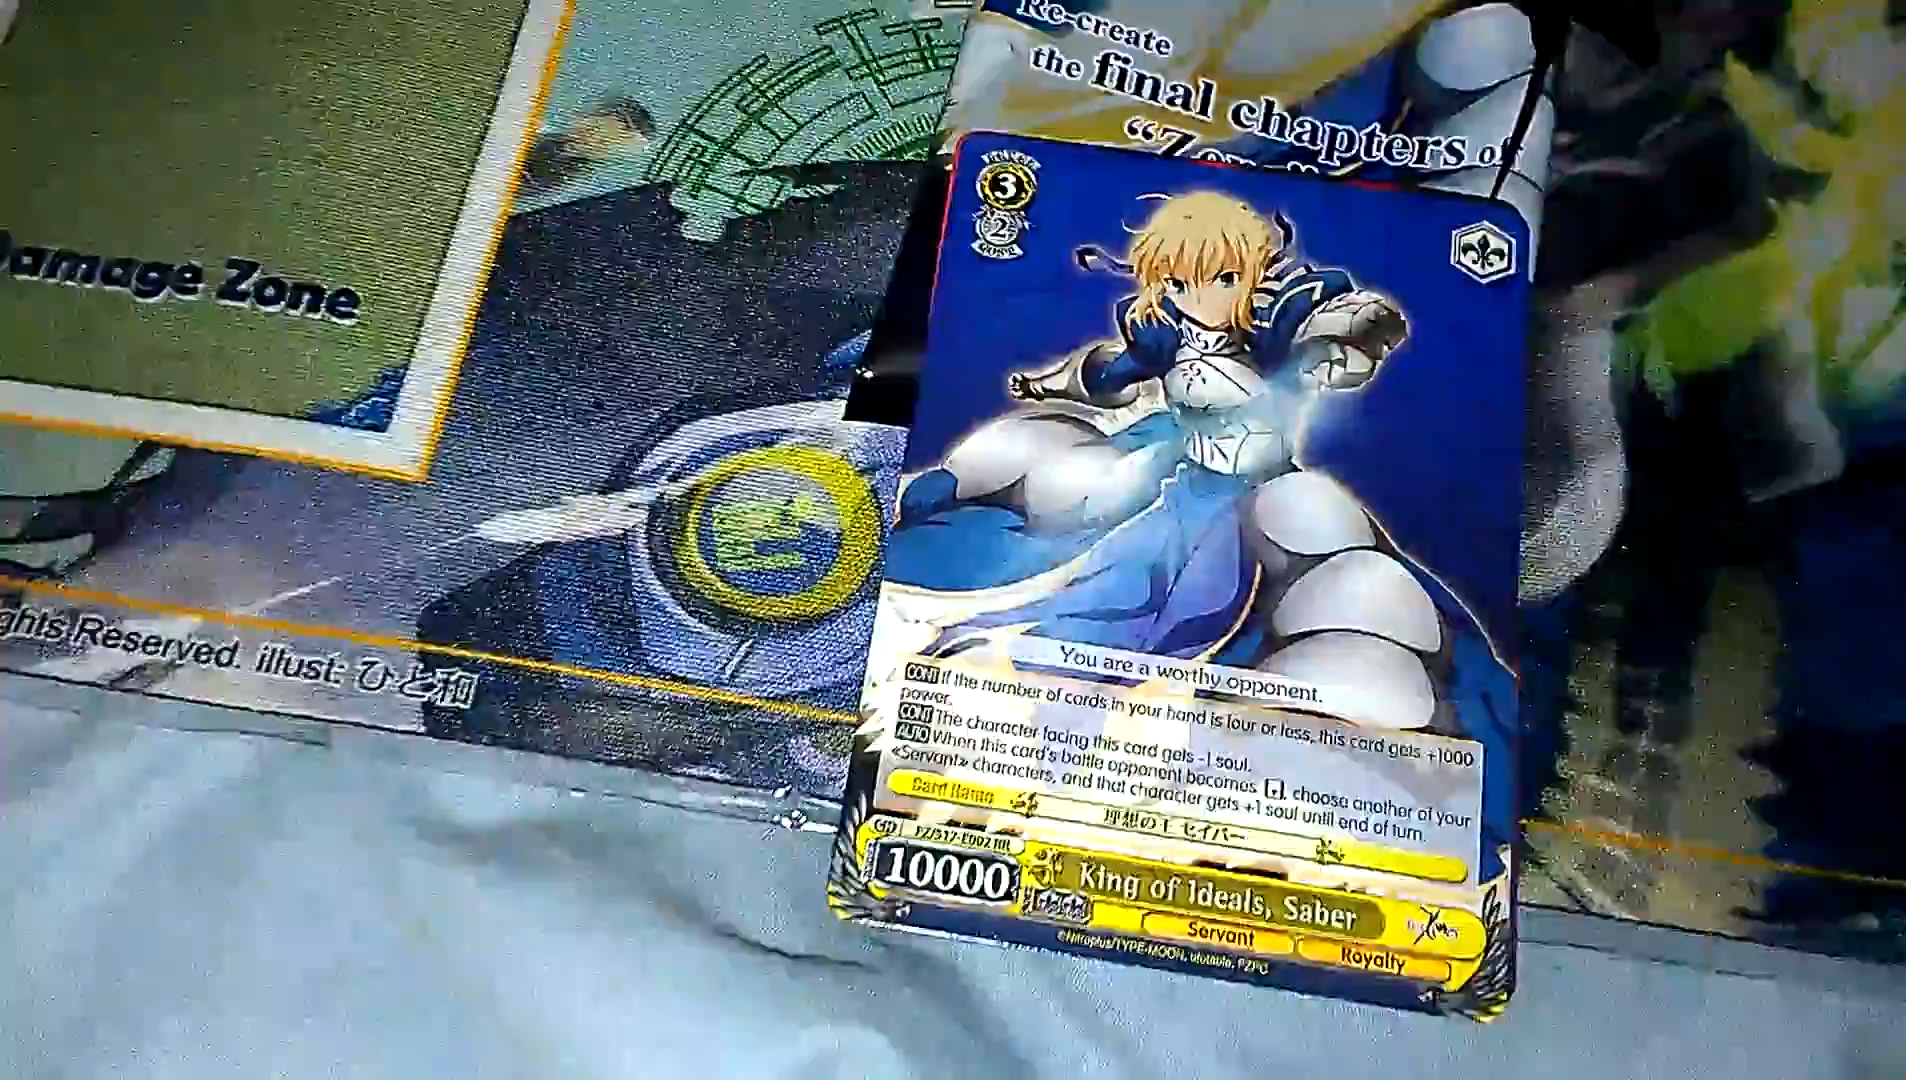 Re-create
the final chapters of
"Zero"
Damage Zone
ghts Reserved. illust: ひと和
3
2
You are a worthy opponent.
CONT If the number of cards in your hand is four or less, this card gets +1000
power.
CONT The character facing this card gets -1 soul.
AUTO When this card's battle opponent becomes, choose another of your
«Servant» characters, and that character gets +1 soul until end of turn.
Card Name
理想の王 セイバー
FZ/S17-E002 RR
10000
King of Ideals, Saber
Servant
Royalty
©Nitroplus/TYPE-MOON, ufotable, FZPC